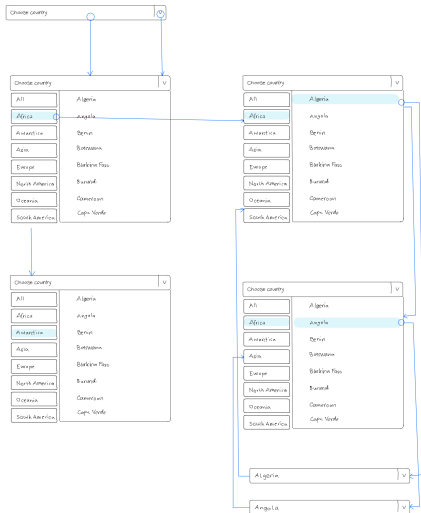 Choose country
Choose country
All
Africa
Antarctica
Asia
Europe
North America
Oceania
South America
Algeria
Angola
Benin
Botswana
Burkina Faso
Burundi
Cameroon
Cape Verde
Choose country
All
Africa
Antarctica
Asia
Europe
North America
Oceania
South America
Algeria
Angola
Benin
Botswana
Burkina Faso
Burundi
Cameroon
Cape Verde
Choose country
All
Africa
Antarctica
Asia
Europe
North America
Oceania
South America
Algeria
Angola
Benin
Botswana
Burkina Faso
Burundi
Cameroon
Cape Verde
Choose country
All
Africa
Antarctica
Asia
Europe
North America
Oceania
South America
Algeria
Angola
Benin
Botswana
Burkina Faso
Burundi
Cameroon
Cape Verde
Algeria
Angola